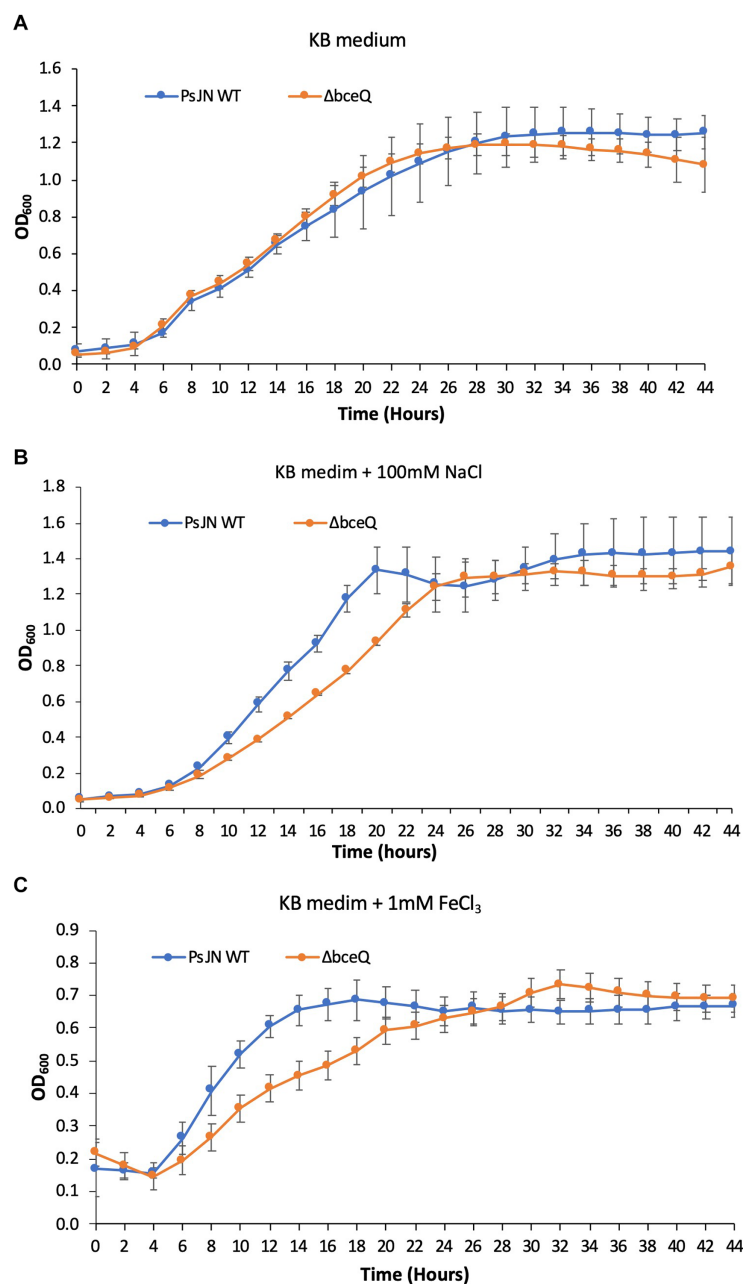 A
KB medium
PsJN WT ΔbceQ
1.6
1.4
1.2
1.0
0.8
0.6
0.4
0.2
0.0
OD600
0 2 4 6 8 10 12 14 16 18 20 22 24 26 28 30 32 34 36 38 40 42 44
Time (Hours)
B
KB medim + 100mM NaCl
PsJN WT ΔbceQ
1.8
1.6
1.4
1.2
1.0
0.8
0.6
0.4
0.2
0.0
OD600
0 2 4 6 8 10 12 14 16 18 20 22 24 26 28 30 32 34 36 38 40 42 44
Time (hours)
C
KB medim + 1mM FeCl3
PsJN WT ΔbceQ
0.9
0.8
0.7
0.6
0.5
0.4
0.3
0.2
0.1
0.0
OD600
0 2 4 6 8 10 12 14 16 18 20 22 24 26 28 30 32 34 36 38 40 42 44
Time (Hours)